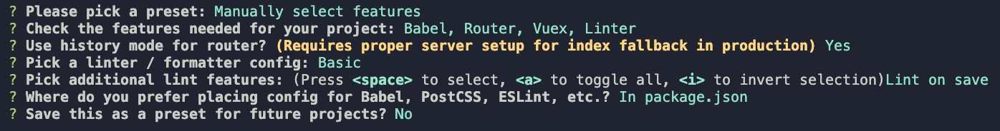 ? Please pick a preset: Manually select features
? Check the features needed for your project: Babel, Router, Vuex, Linter
? Use history mode for router? (Requires proper server setup for index fallback in production) Yes
? Pick a linter / formatter config: Basic
? Pick additional lint features: (Press <space> to select, <a> to toggle all, <i> to invert selection)Lint on save
? Where do you prefer placing config for Babel, PostCSS, ESLint, etc.? In package.json
? Save this as a preset for future projects? No